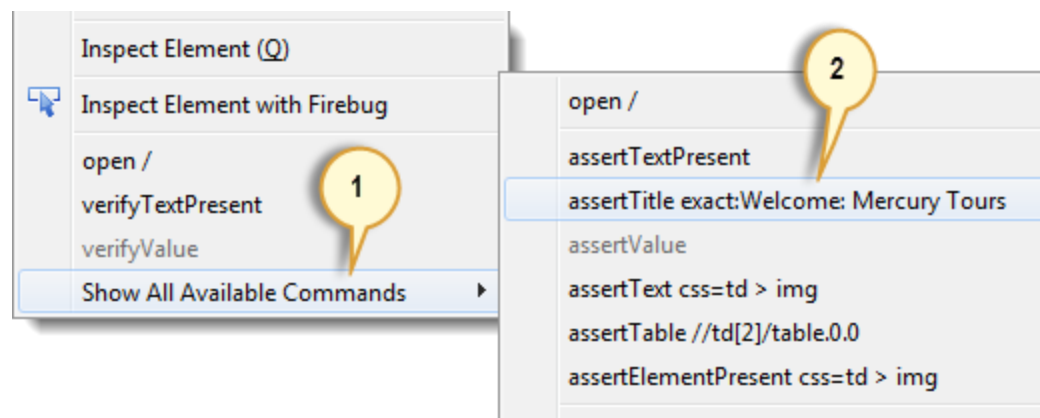 Inspect Element (Q)
Inspect Element with Firebug
open /
verifyTextPresent
verifyValue
Show All Available Commands
1
2
open /
assertTextPresent
assertTitle exact:Welcome: Mercury Tours
assertValue
assertText css=td > img
assertTable //td[2]/table.0.0
assertElementPresent css=td > img